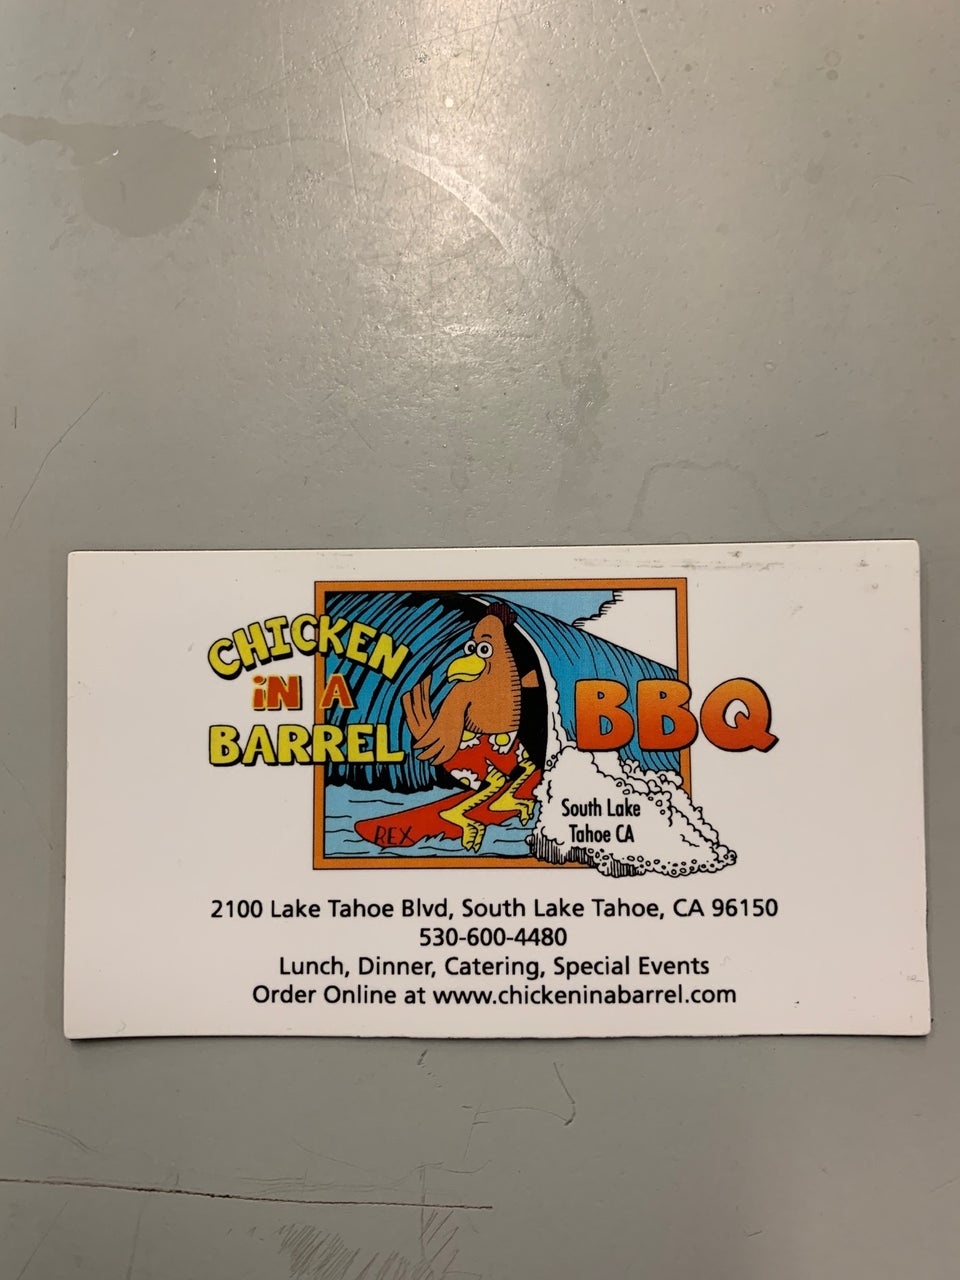 CHICKEN
iN A
BARREL
BBQ
REX
South Lake
Tahoe CA
2100 Lake Tahoe Blvd, South Lake Tahoe, CA 96150
530-600-4480
Lunch, Dinner, Catering, Special Events
Order Online at www.chickeninabarrel.com